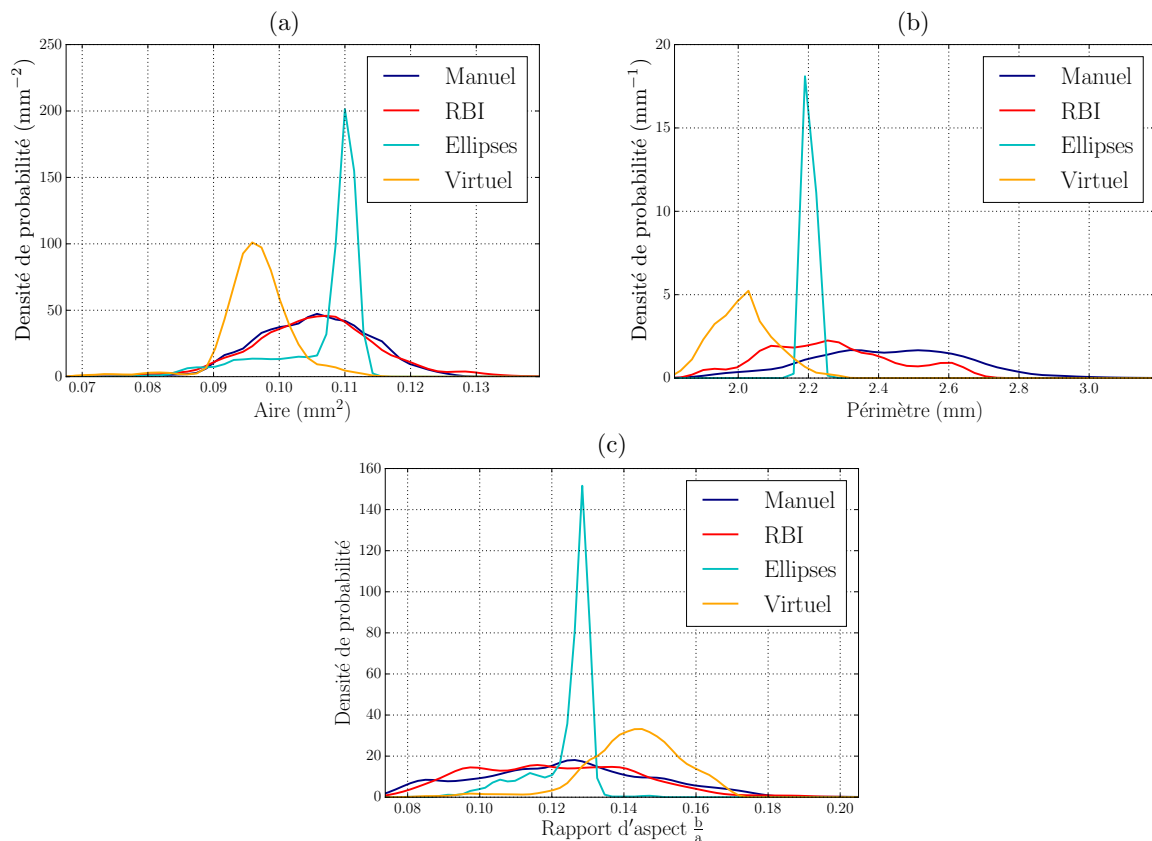 (a)
Densité de probabilité (mm⁻²)
250
200
150
100
50
0
0.07 0.08 0.09 0.10 0.11 0.12 0.13
Aire (mm²)
Manuel
RBI
Ellipses
Virtuel
(b)
Densité de probabilité (mm⁻¹)
20
15
10
5
0
2.0 2.2 2.4 2.6 2.8 3.0
Périmètre (mm)
Manuel
RBI
Ellipses
Virtuel
(c)
Densité de probabilité
160
140
120
100
80
60
40
20
0
0.08 0.10 0.12 0.14 0.16 0.18 0.20
Rapport d'aspect b/a
Manuel
RBI
Ellipses
Virtuel